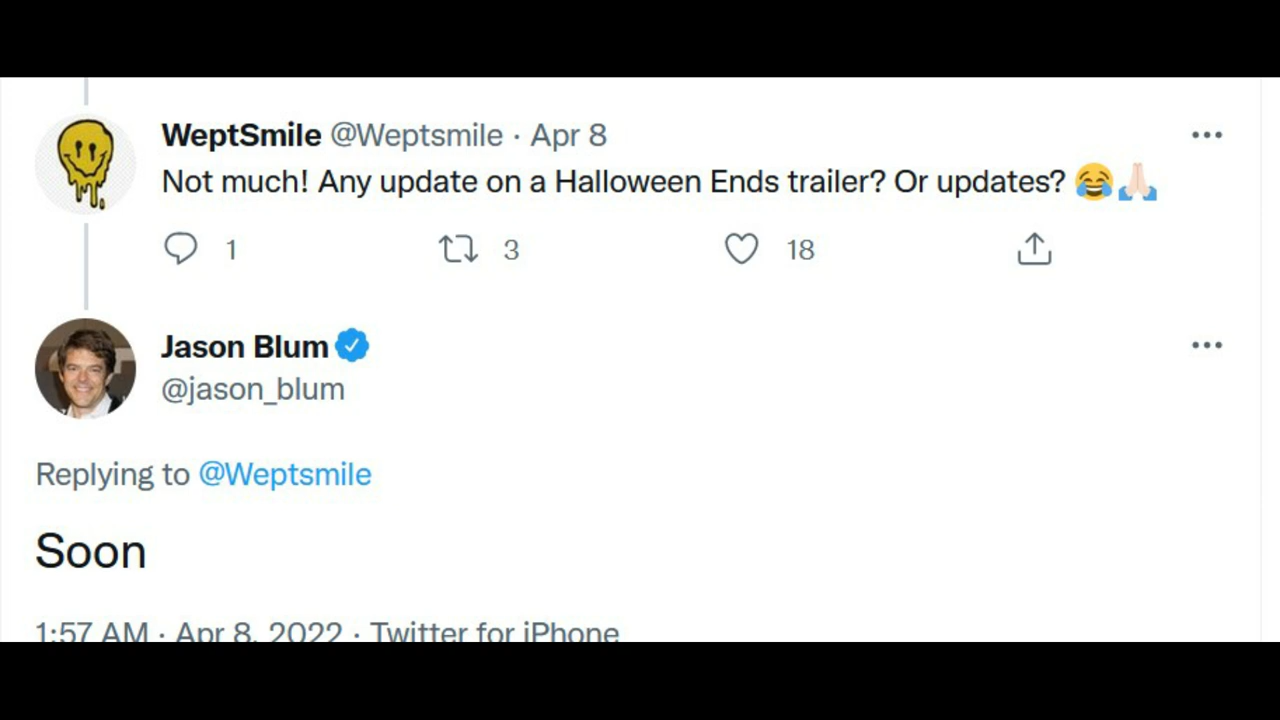 WeptSmile @Weptsmile · Apr 8
Not much! Any update on a Halloween Ends trailer? Or updates? 😂🙏🏻
1 3 18
Jason Blum
@jason_blum
Replying to @Weptsmile
Soon
1:57 AM · Apr 8, 2022 · Twitter for iPhone